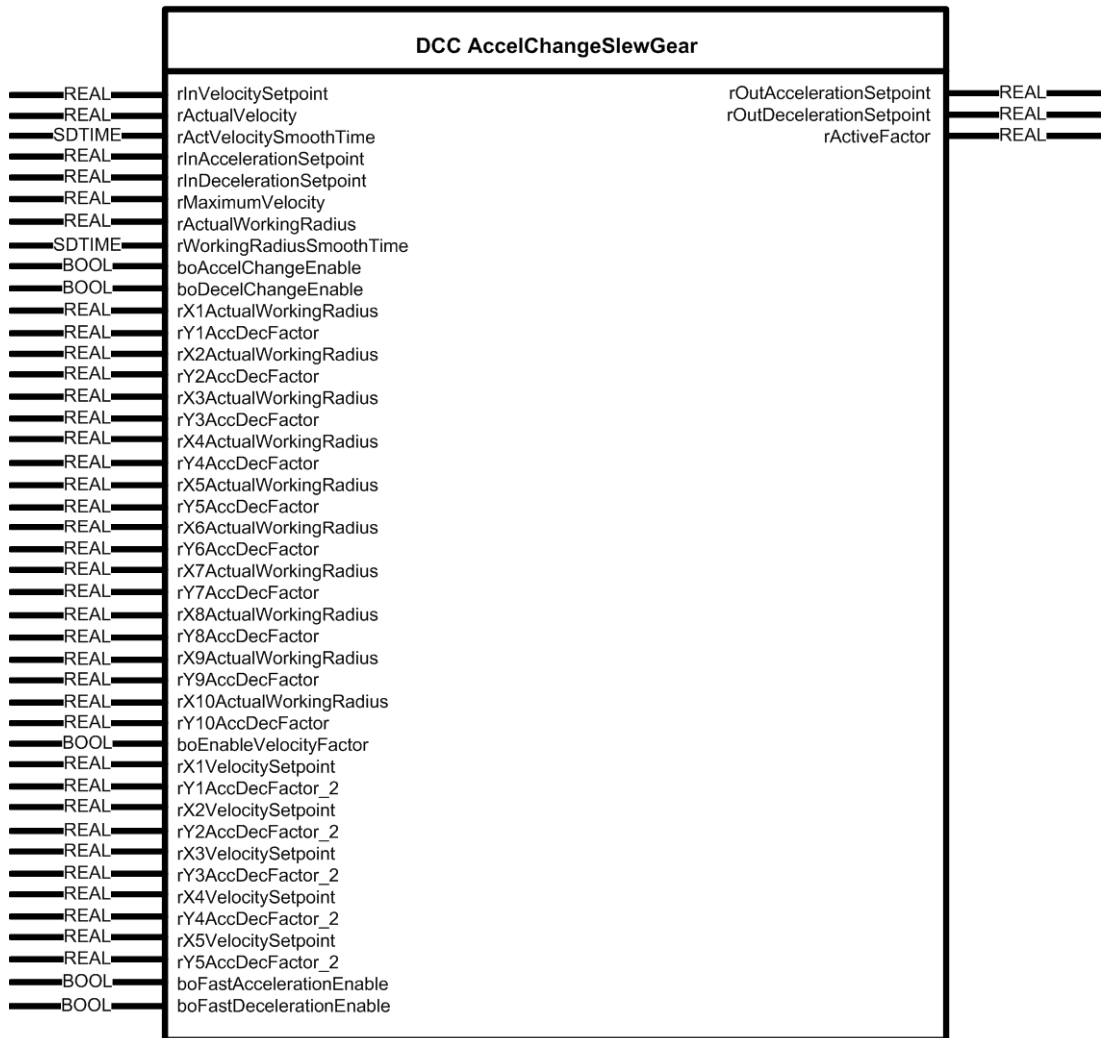 DCC AccelChangeSlewGear
REAL rInVelocitySetpoint rOutAccelerationSetpoint REAL
REAL rActualVelocity rOutDecelerationSetpoint REAL
SDTIME rActVelocitySmoothTime rActiveFactor REAL
REAL rInAccelerationSetpoint
REAL rInDecelerationSetpoint
REAL rMaximumVelocity
REAL rActualWorkingRadius
SDTIME rWorkingRadiusSmoothTime
BOOL boAccelChangeEnable
BOOL boDecelChangeEnable
REAL rX1ActualWorkingRadius
REAL rY1AccDecFactor
REAL rX2ActualWorkingRadius
REAL rY2AccDecFactor
REAL rX3ActualWorkingRadius
REAL rY3AccDecFactor
REAL rX4ActualWorkingRadius
REAL rY4AccDecFactor
REAL rX5ActualWorkingRadius
REAL rY5AccDecFactor
REAL rX6ActualWorkingRadius
REAL rY6AccDecFactor
REAL rX7ActualWorkingRadius
REAL rY7AccDecFactor
REAL rX8ActualWorkingRadius
REAL rY8AccDecFactor
REAL rX9ActualWorkingRadius
REAL rY9AccDecFactor
REAL rX10ActualWorkingRadius
REAL rY10AccDecFactor
BOOL boEnableVelocityFactor
REAL rX1VelocitySetpoint
REAL rY1AccDecFactor_2
REAL rX2VelocitySetpoint
REAL rY2AccDecFactor_2
REAL rX3VelocitySetpoint
REAL rY3AccDecFactor_2
REAL rX4VelocitySetpoint
REAL rY4AccDecFactor_2
REAL rX5VelocitySetpoint
REAL rY5AccDecFactor_2
BOOL boFastAccelerationEnable
BOOL boFastDecelerationEnable